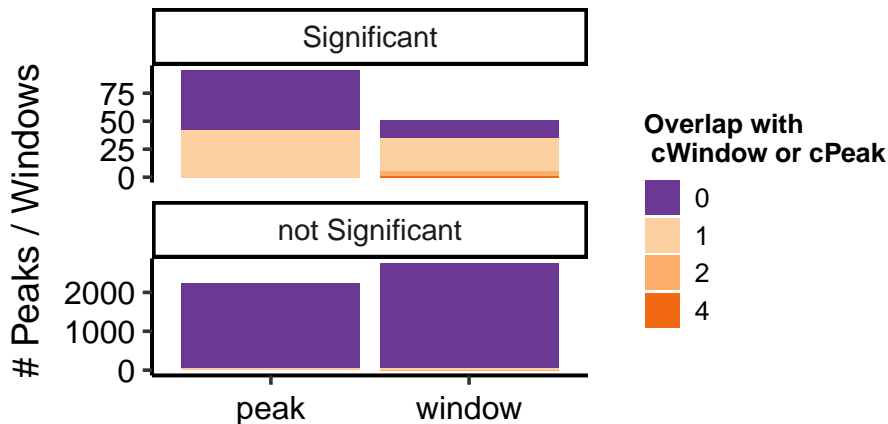 # Peaks / Windows
Significant
75
50
25
0
not Significant
2000
1000
0
peak
window
Overlap with
cWindow or cPeak
0
1
2
4